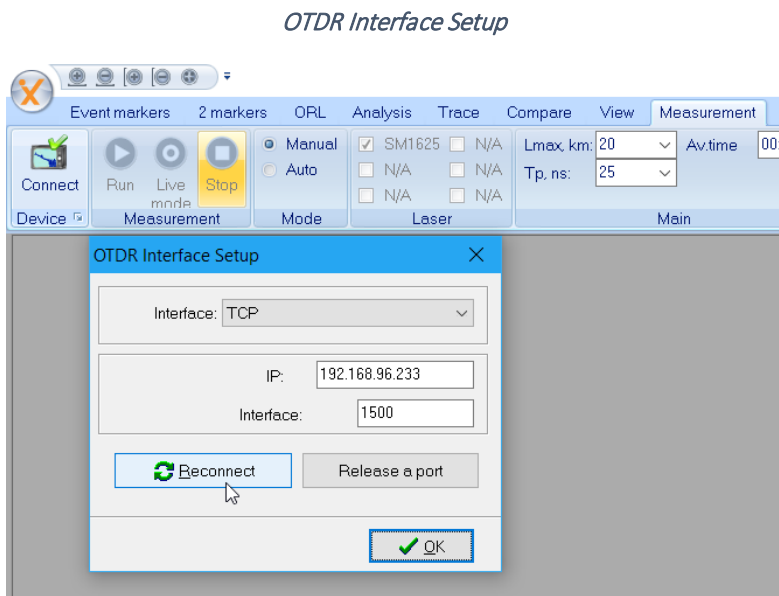 OTDR Interface Setup
X
Event markers 2 markers ORL Analysis Trace Compare View Measurement
Connect Run Live mode Stop
Manual SM1625 N/A Lmax, km: 20 Av.time 00:
Auto N/A N/A Tp, ns: 25
N/A N/A
Device Measurement Mode Laser Main
OTDR Interface Setup
Interface: TCP
IP: 192.168.96.233
Interface: 1500
Reconnect Release a port
OK